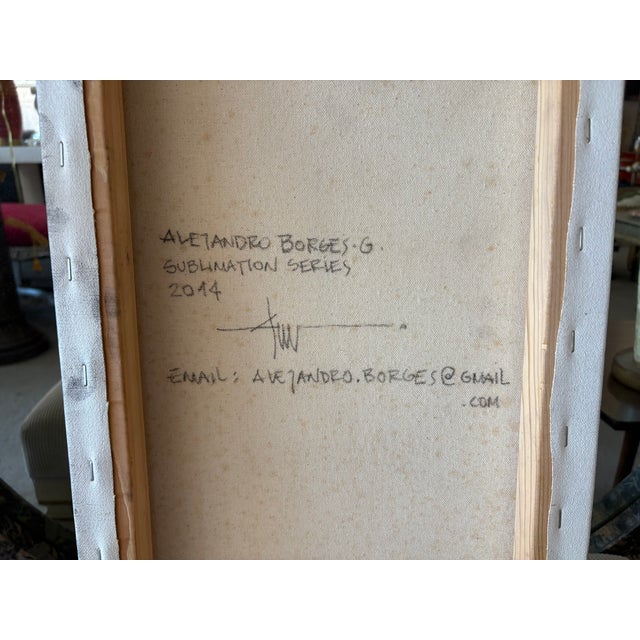 ALEJANDRO BORGES·G.
SUBLIMATION SERIES
2014
EMAIL: ALEJANDRO.BORGES@GMAIL
.COM